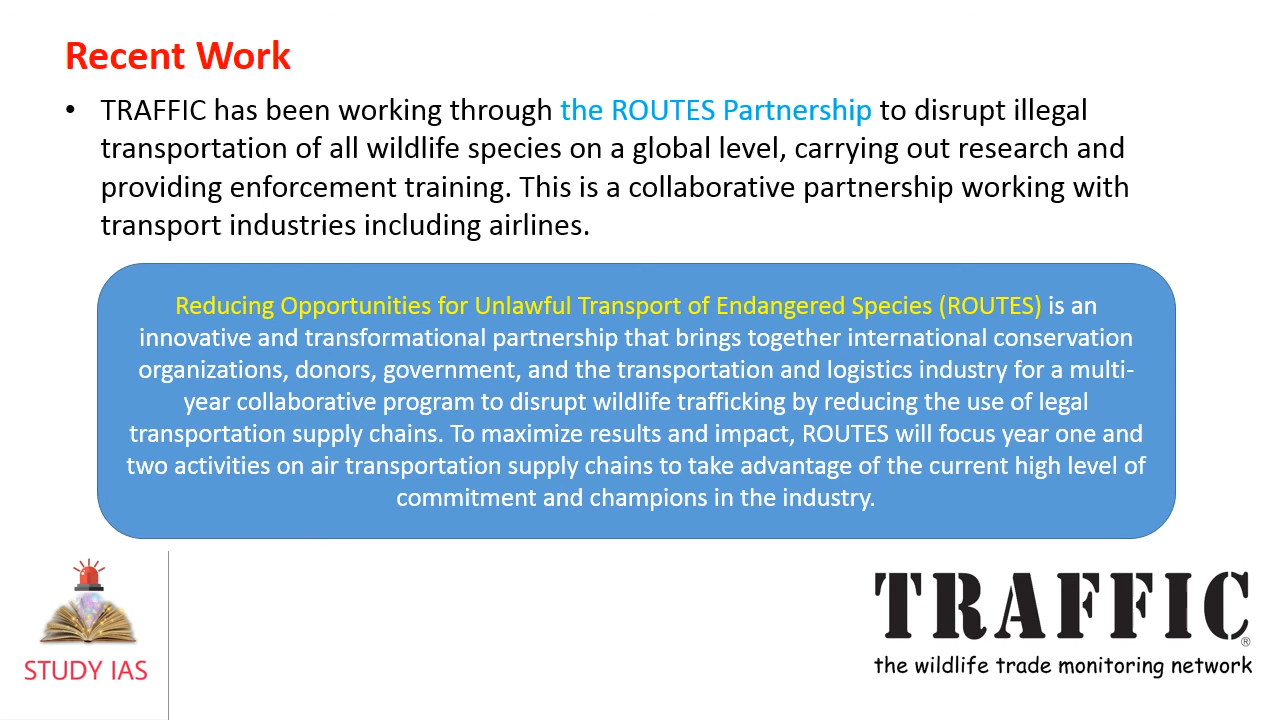 Recent Work
• TRAFFIC has been working through the ROUTES Partnership to disrupt illegal
transportation of all wildlife species on a global level, carrying out research and
providing enforcement training. This is a collaborative partnership working with
transport industries including airlines.
Reducing Opportunities for Unlawful Transport of Endangered Species (ROUTES) is an
innovative and transformational partnership that brings together international conservation
organizations, donors, government, and the transportation and logistics industry for a multi-
year collaborative program to disrupt wildlife trafficking by reducing the use of legal
transportation supply chains. To maximize results and impact, ROUTES will focus year one and
two activities on air transportation supply chains to take advantage of the current high level of
commitment and champions in the industry.
STUDY IAS
TRAFFIC®
the wildlife trade monitoring network